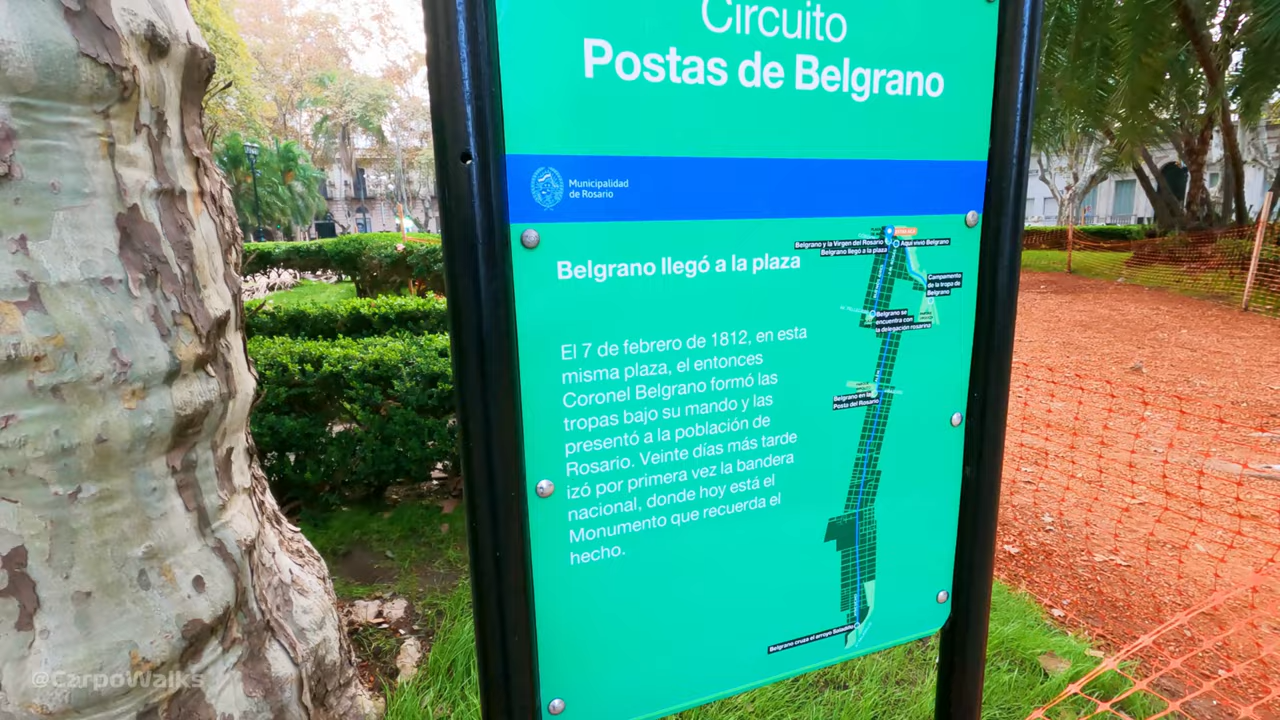 Circuito
Postas de Belgrano
Municipalidad
de Rosario
Belgrano llegó a la plaza
El 7 de febrero de 1812, en esta
misma plaza, el entonces
Coronel Belgrano formó las
tropas bajo su mando y las
presentó a la población de
Rosario. Veinte días más tarde
izó por primera vez la bandera
nacional, donde hoy está el
Monumento que recuerda el
hecho.
Belgrano y la Virgen del Rosario
Belgrano llegó a la plaza
Aquí vivió Belgrano
Campamento
de la tropa de
Belgrano
Belgrano se
encuentra con
la delegación rosarina
Belgrano en la
Posta del Rosario
Belgrano cruza el arroyo Saladillo
@CarpoWalks